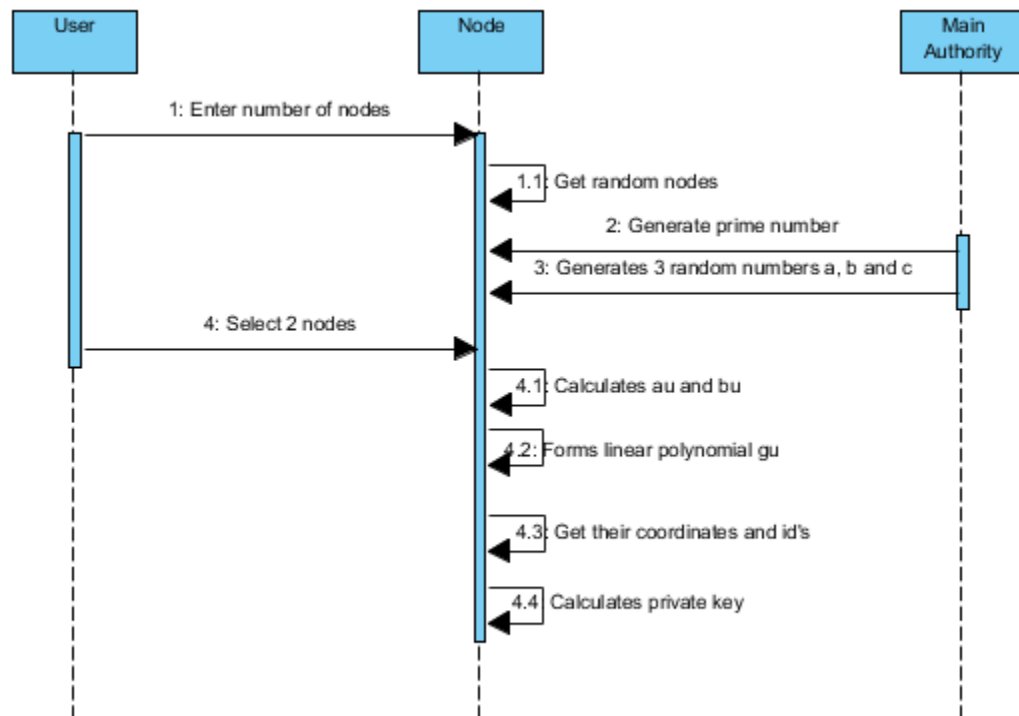 User
Node
Main
Authority
1: Enter number of nodes
1.1: Get random nodes
2: Generate prime number
3: Generates 3 random numbers a, b and c
4: Select 2 nodes
4.1: Calculates au and bu
4.2: Forms linear polynomial gu
4.3: Get their coordinates and id's
4.4: Calculates private key